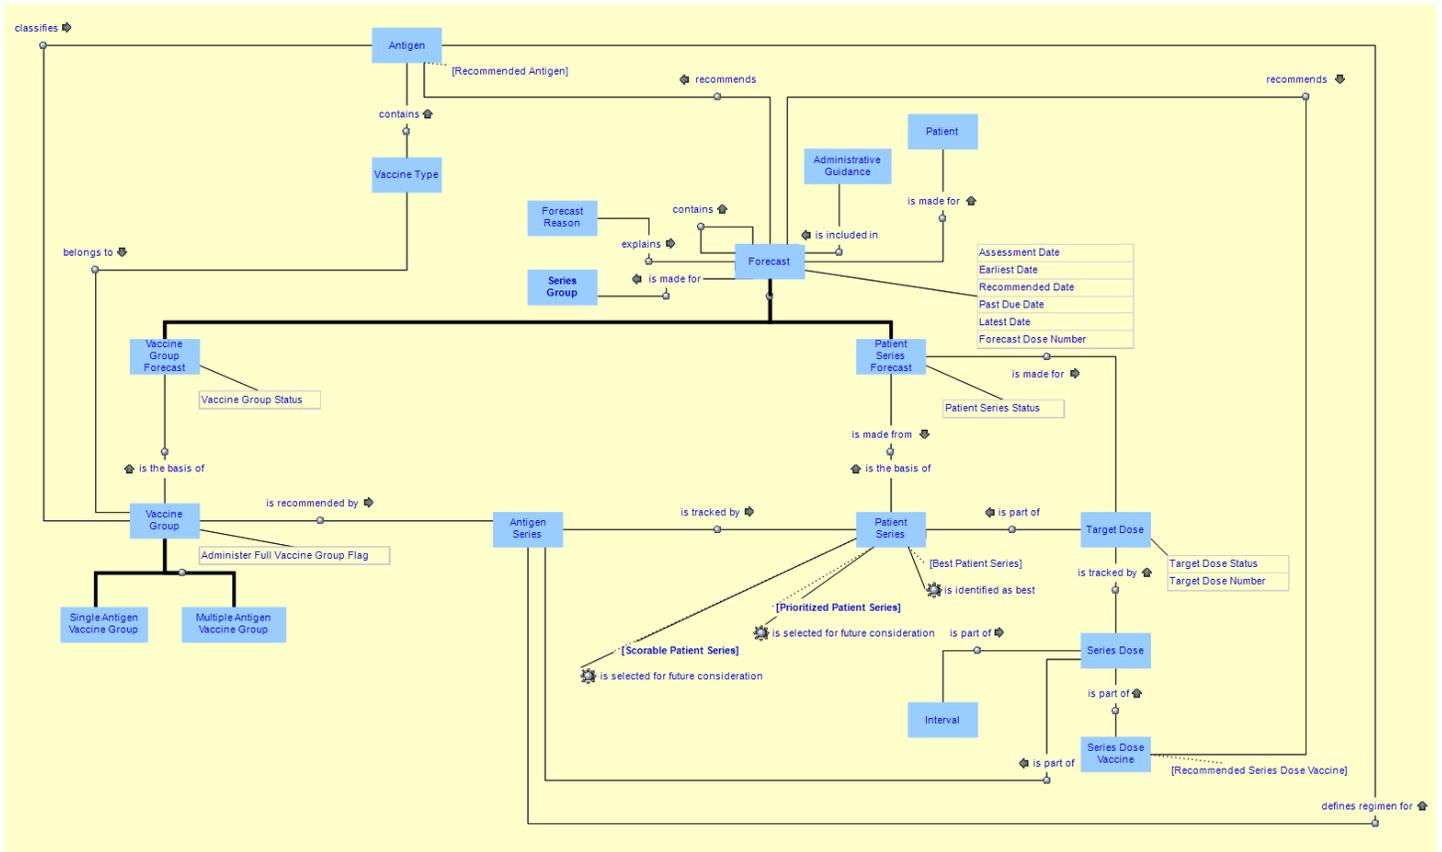 classifies
Antigen
[Recommended Antigen]
recommends
recommends
contains
Patient
Vaccine Type
Administrative
Guidance
is made for
Forecast
Reason
contains
explains
is included in
belongs to
Forecast
Series
Group
is made for
Assessment Date
Earliest Date
Recommended Date
Past Due Date
Latest Date
Forecast Dose Number
Vaccine
Group
Forecast
Patient
Series
Forecast
is made for
Vaccine Group Status
Patient Series Status
is made from
is the basis of
is the basis of
Vaccine
Group
is recommended by
Antigen
Series
is tracked by
Patient
Series
is part of
Target Dose
Administer Full Vaccine Group Flag
[Best Patient Series]
Target Dose Status
Target Dose Number
is tracked by
is identified as best
Single Antigen
Vaccine Group
Multiple Antigen
Vaccine Group
[Prioritized Patient Series]
is selected for future consideration
is part of
[Scorable Patient Series]
is selected for future consideration
Series Dose
is part of
Interval
Series Dose
Vaccine
is part of
[Recommended Series Dose Vaccine]
defines regimen for